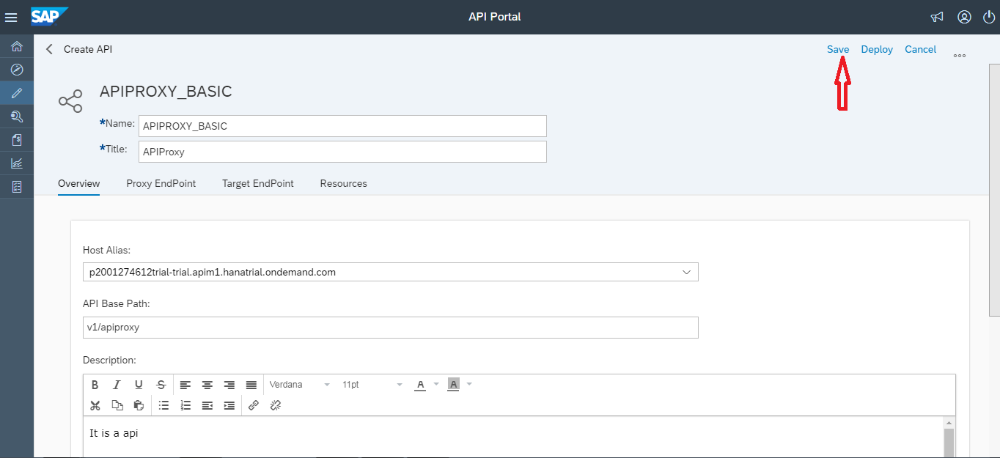 SAP
API Portal
Create API
Save Deploy Cancel ...
APIPROXY_BASIC
*Name: APIPROXY_BASIC
*Title: APIProxy
Overview Proxy EndPoint Target EndPoint Resources
Host Alias:
p2001274612trial-trial.apim1.hanatrial.ondemand.com
API Base Path:
v1/apiproxy
Description:
B I U S Verdana 11pt A A
It is a api